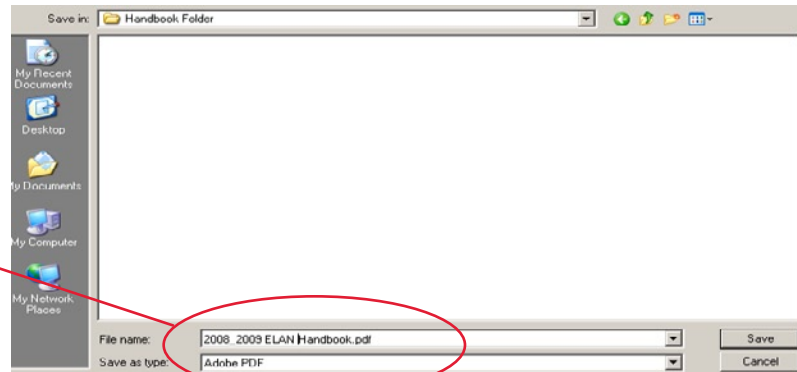 Save in: Handbook Folder
My Recent
Documents
Desktop
My Documents
My Computer
My Network
Places
File name: 2008_2009 ELAN Handbook.pdf Save
Save as type: Adobe PDF Cancel